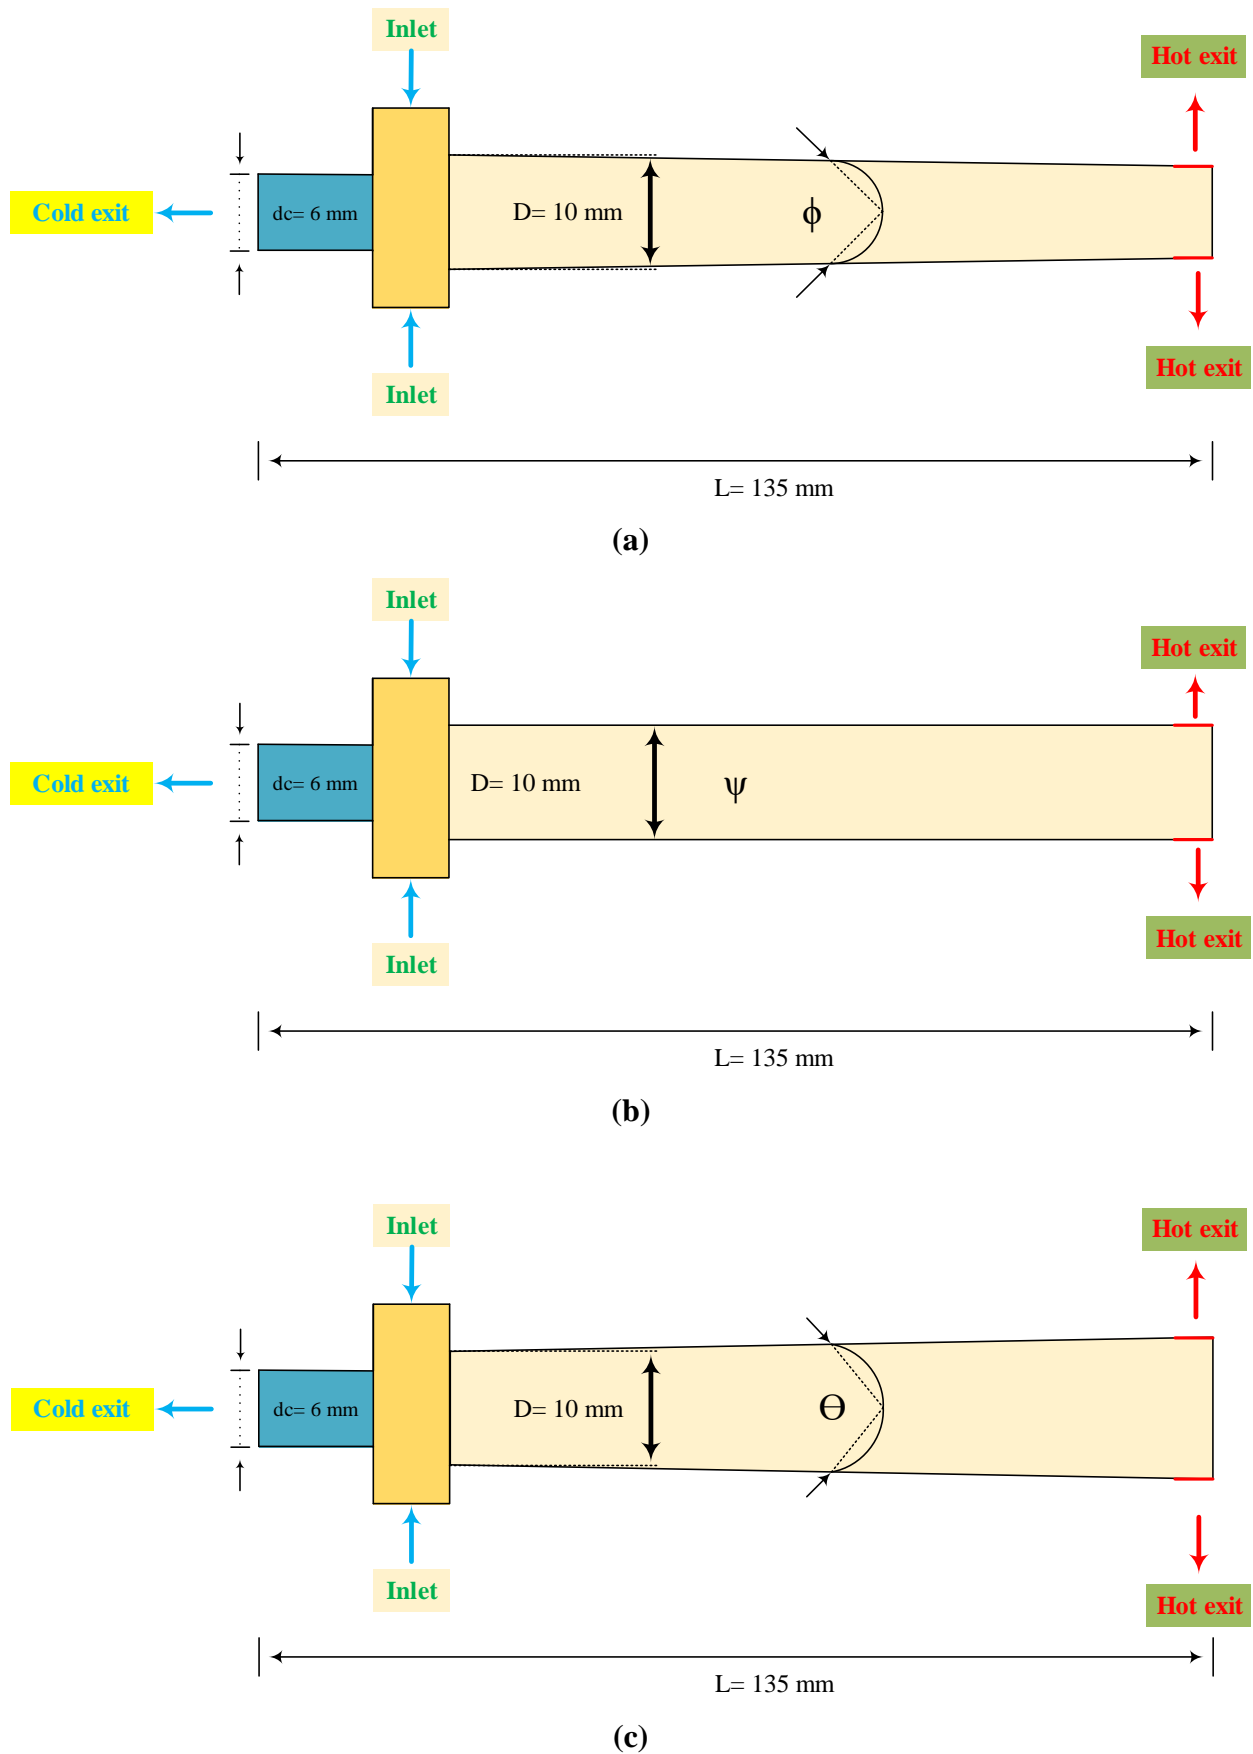 Inlet
Hot exit
Cold exit
dc= 6 mm
D= 10 mm
ϕ
Inlet
Hot exit
L= 135 mm
(a)
Inlet
Hot exit
Cold exit
dc= 6 mm
D= 10 mm
ψ
Inlet
Hot exit
L= 135 mm
(b)
Inlet
Hot exit
Cold exit
dc= 6 mm
D= 10 mm
Θ
Inlet
Hot exit
L= 135 mm
(c)